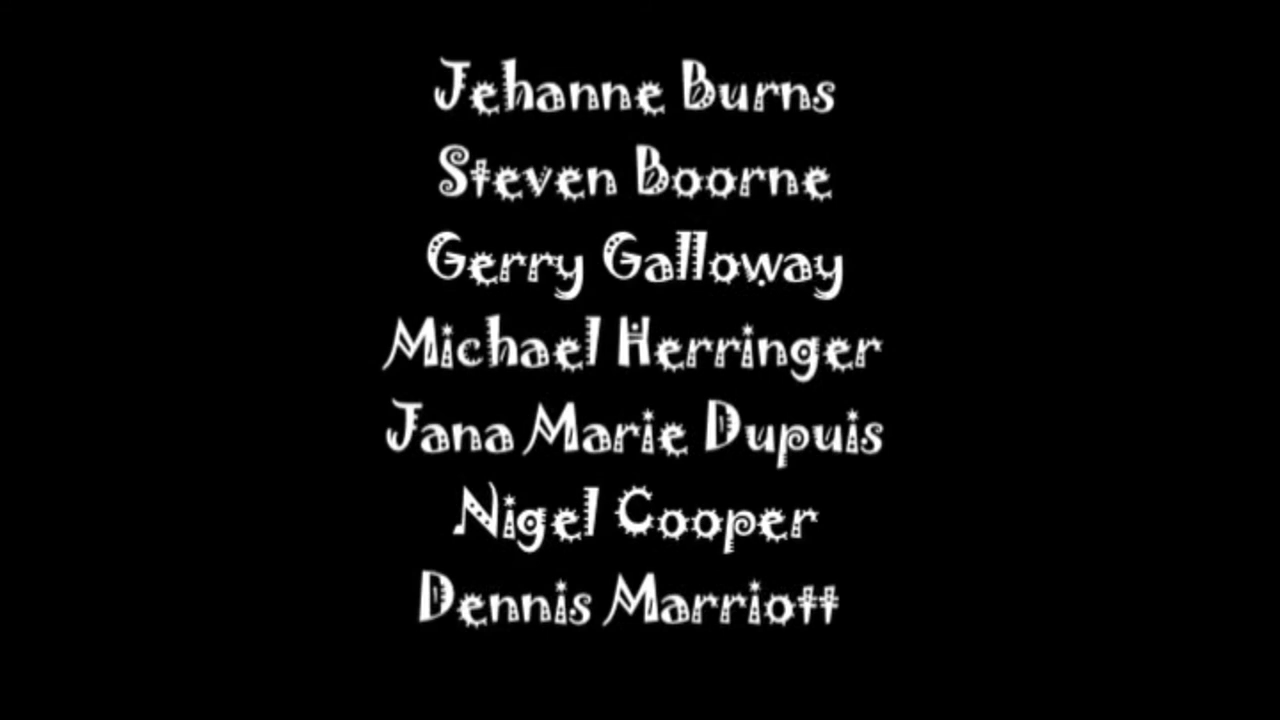 Jehanne Burns
Steven Boorne
Gerry Galloway
Michael Herringer
Jana Marie Dupuis
Nigel Cooper
Dennis Marriott